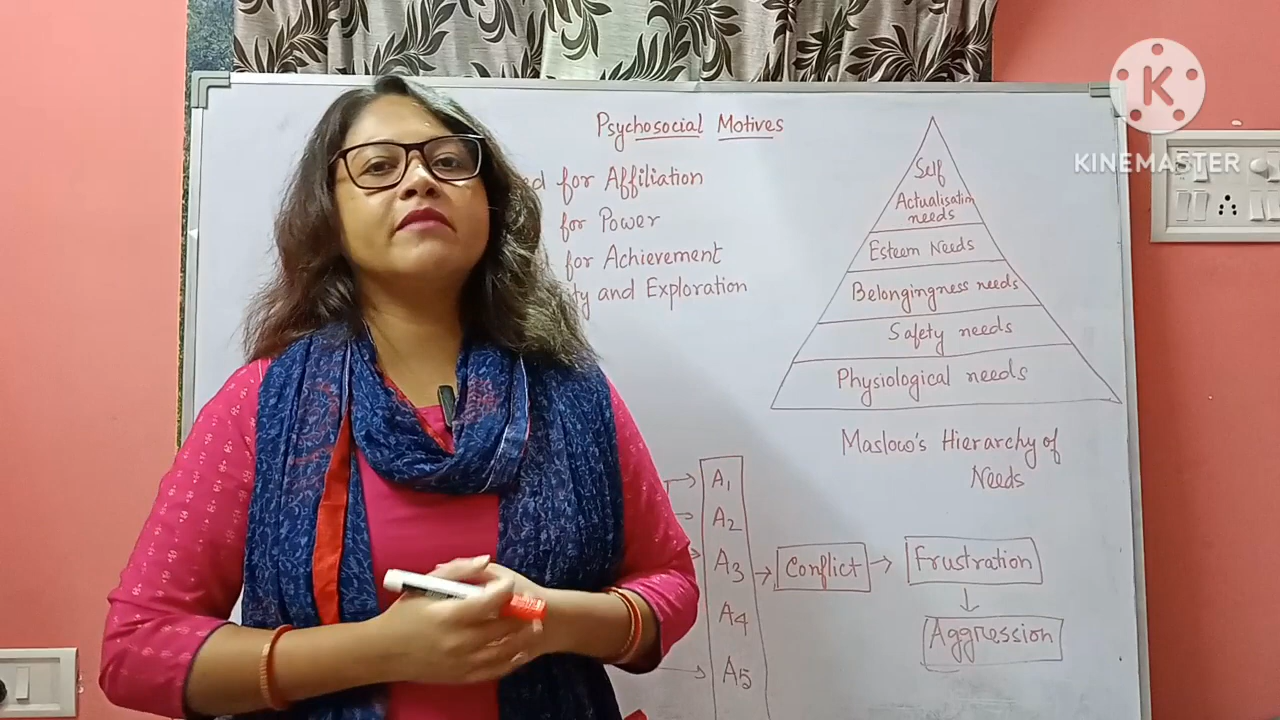 Psychosocial Motives
for Affiliation
for Power
for Achievement
and Exploration
Self
Actualisation
needs
Esteem Needs
Belongingness needs
Safety needs
Physiological needs
Maslow's Hierarchy of
Needs
A1
A2
A3
A4
A5
Conflict
Frustration
Aggression
K
KINEMASTER